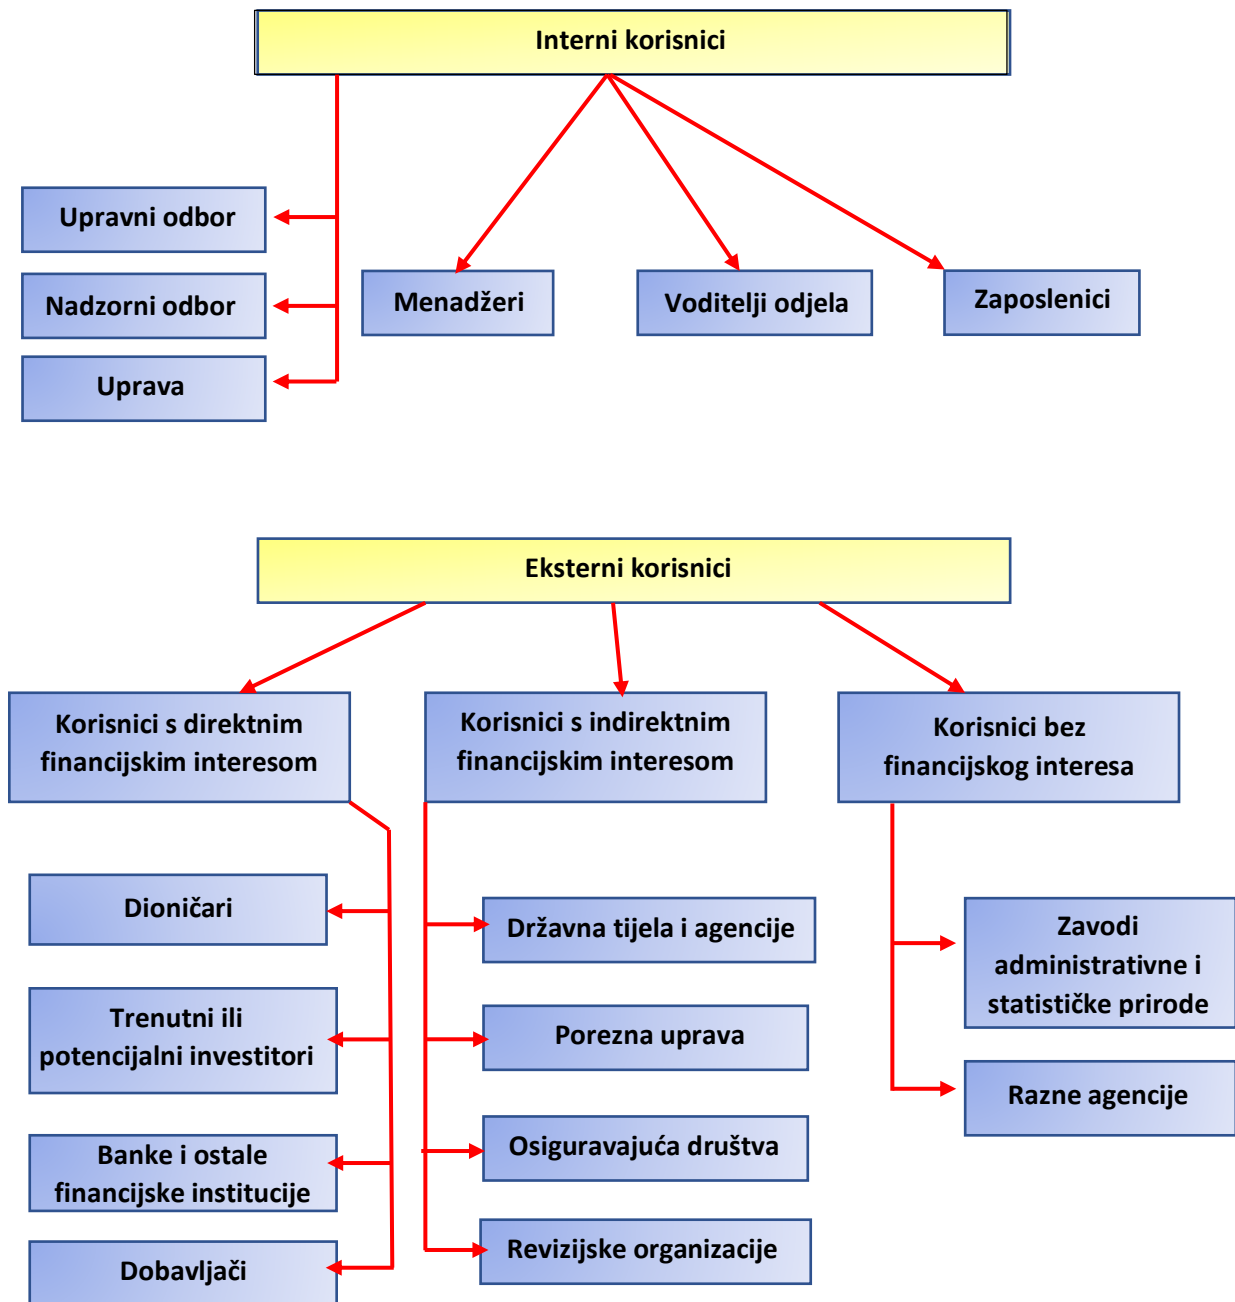 Interni korisnici
Upravni odbor
Nadzorni odbor
Uprava
Menadžeri
Voditelji odjela
Zaposlenici
Eksterni korisnici
Korisnici s direktnim
financijskim interesom
Korisnici s indirektnim
financijskim interesom
Korisnici bez
financijskog interesa
Dioničari
Trenutni ili
potencijalni investitori
Banke i ostale
financijske institucije
Dobavljači
Državna tijela i agencije
Porezna uprava
Osiguravajuća društva
Revizijske organizacije
Zavodi
administrativne i
statističke prirode
Razne agencije